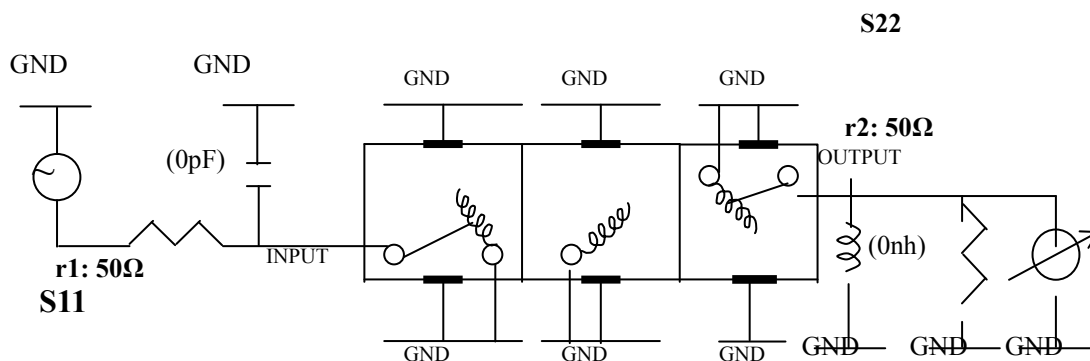 S22
GND
GND
GND
GND
GND
r2: 50Ω
(0pF)
OUTPUT
INPUT
(0nh)
r1: 50Ω
S11
GND
GND
GND
GND
GND
GND